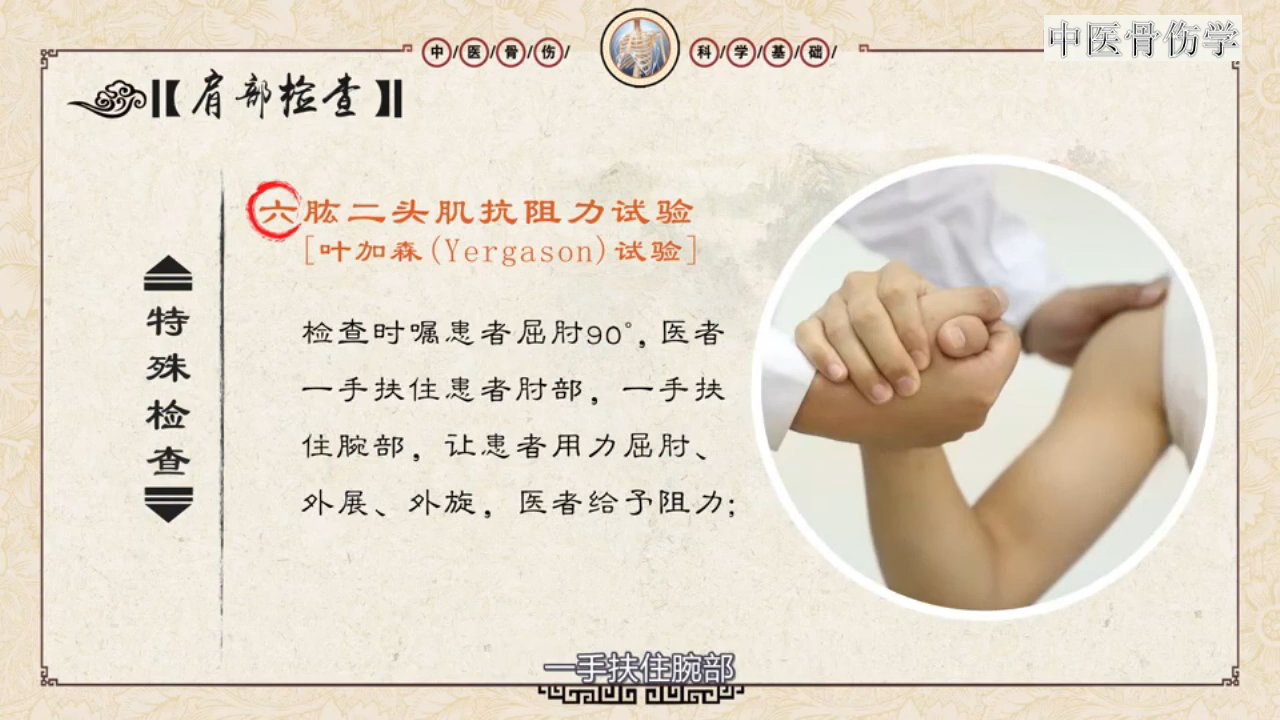 中/医/骨/伤/ 科/学/基/础/
中医骨伤学
【肩部检查】
特殊检查
六 肱二头肌抗阻力试验
[叶加森(Yergason)试验]
检查时嘱患者屈肘90°,医者
一手扶住患者肘部，一手扶
住腕部，让患者用力屈肘、
外展、外旋，医者给予阻力;
一手扶住腕部